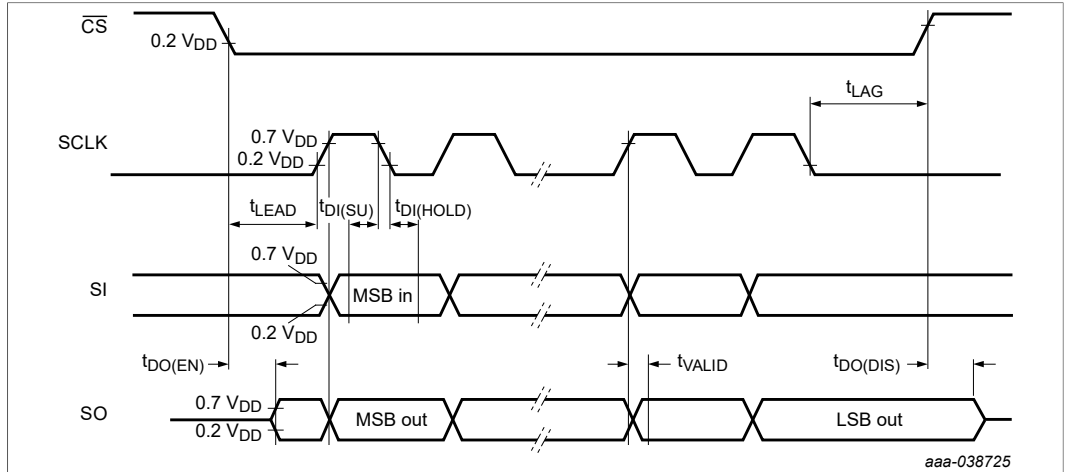 CS
0.2 VDD
tLAG
SCLK
0.7 VDD
0.2 VDD
tLEAD
tDI(SU)
tDI(HOLD)
0.7 VDD
SI
MSB in
0.2 VDD
tDO(EN)
tVALID
tDO(DIS)
SO
0.7 VDD
0.2 VDD
MSB out
LSB out
aaa-038725